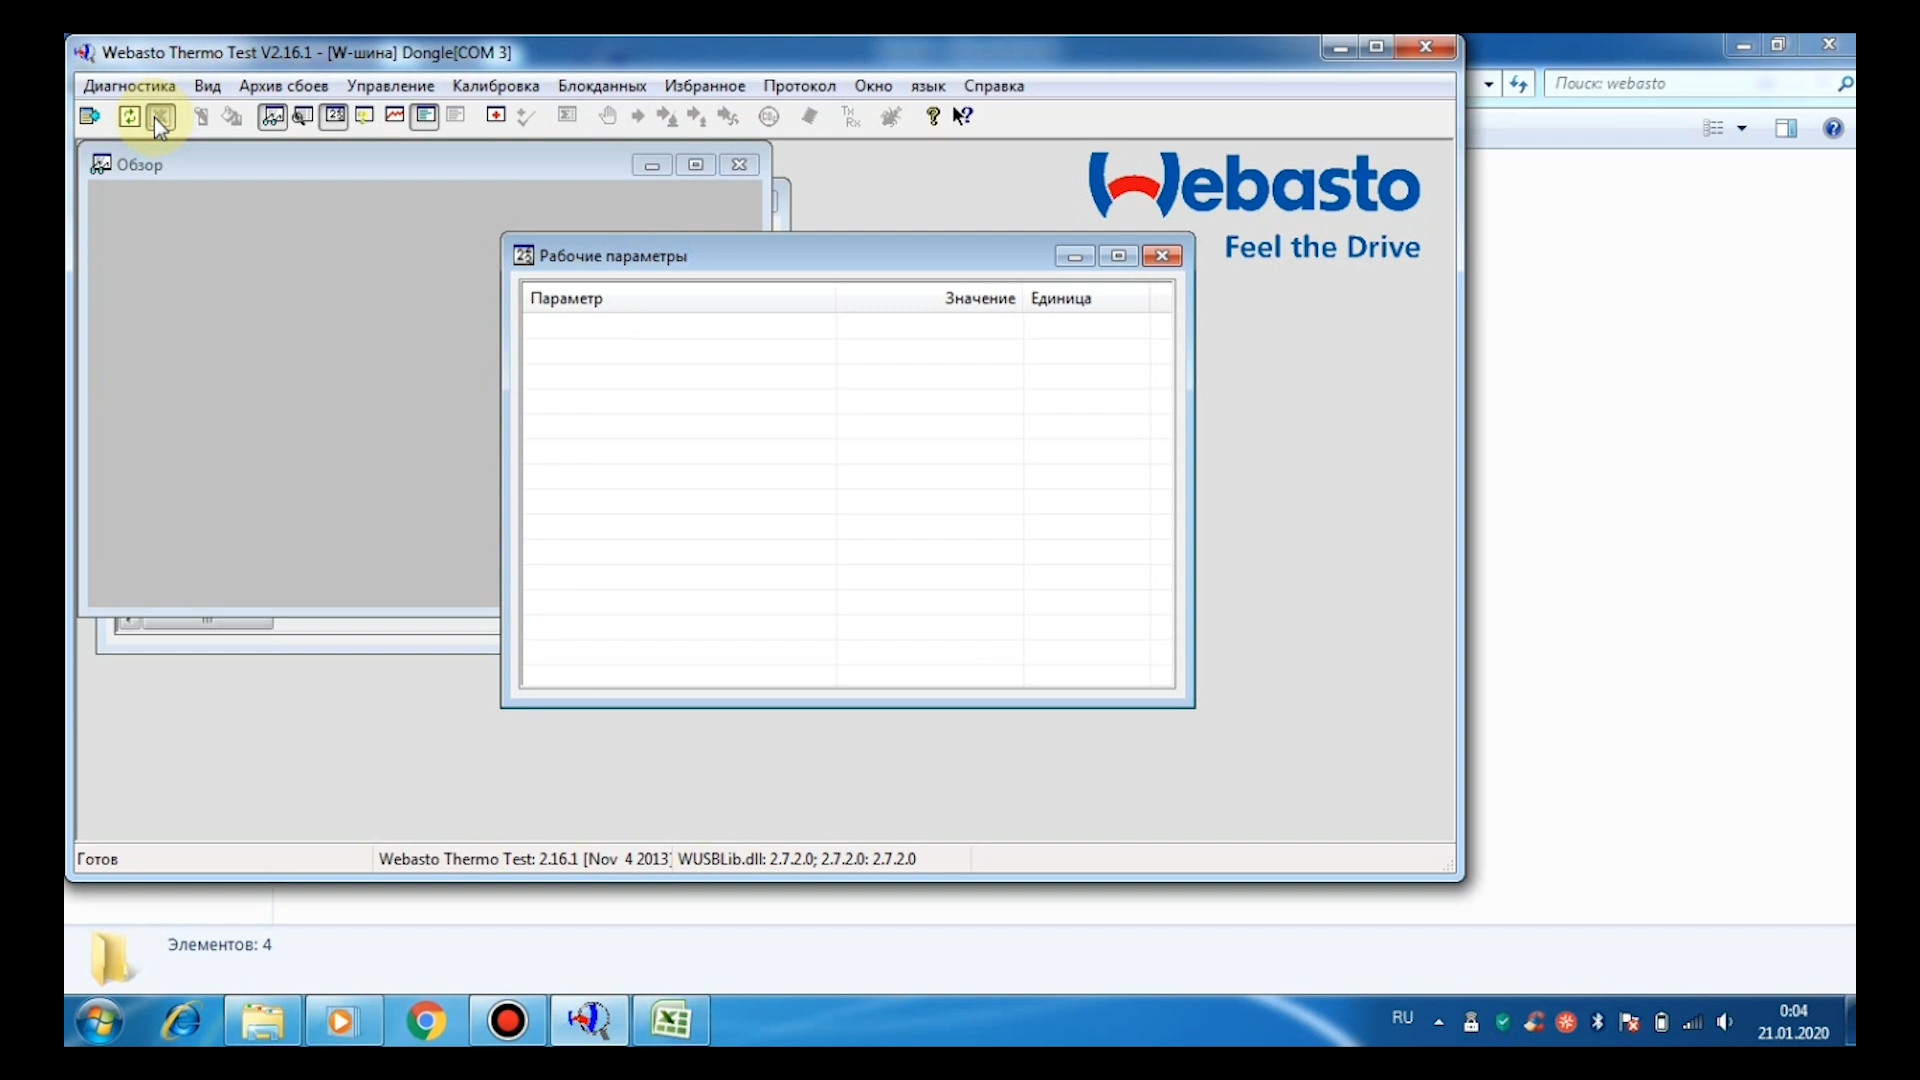 Webasto Thermo Test V2.16.1 - [W-шина] Dongle[COM 3]
Поиск: webasto
Диагностика Вид Архив сбоев Управление Калибровка Блокданных Избранное Протокол Окно язык Справка
Tx
Rx
Обзор
Webasto
Feel the Drive
Рабочие параметры
Параметр Значение Единица
Готов Webasto Thermo Test: 2.16.1 [Nov 4 2013] WUSBLib.dll: 2.7.2.0; 2.7.2.0: 2.7.2.0
Элементов: 4
RU
0:04
21.01.2020